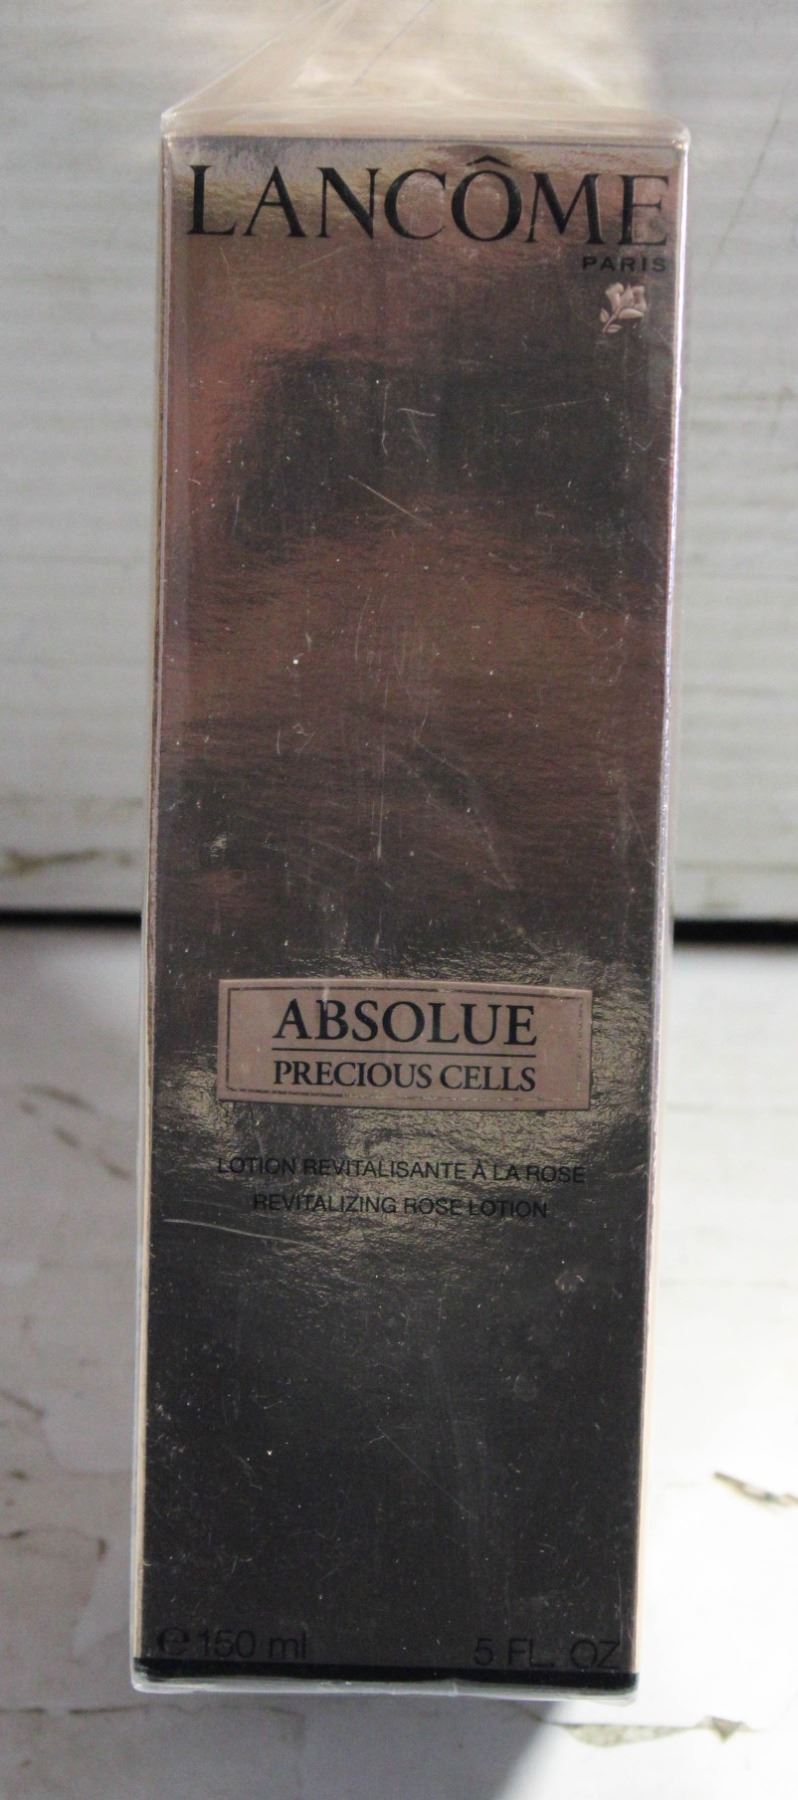 LANCÔME
PARIS
ABSOLUE
PRECIOUS CELLS
LOTION REVITALISANTE À LA ROSE
REVITALIZING ROSE LOTION
℮ 150 ml 5 FL. OZ